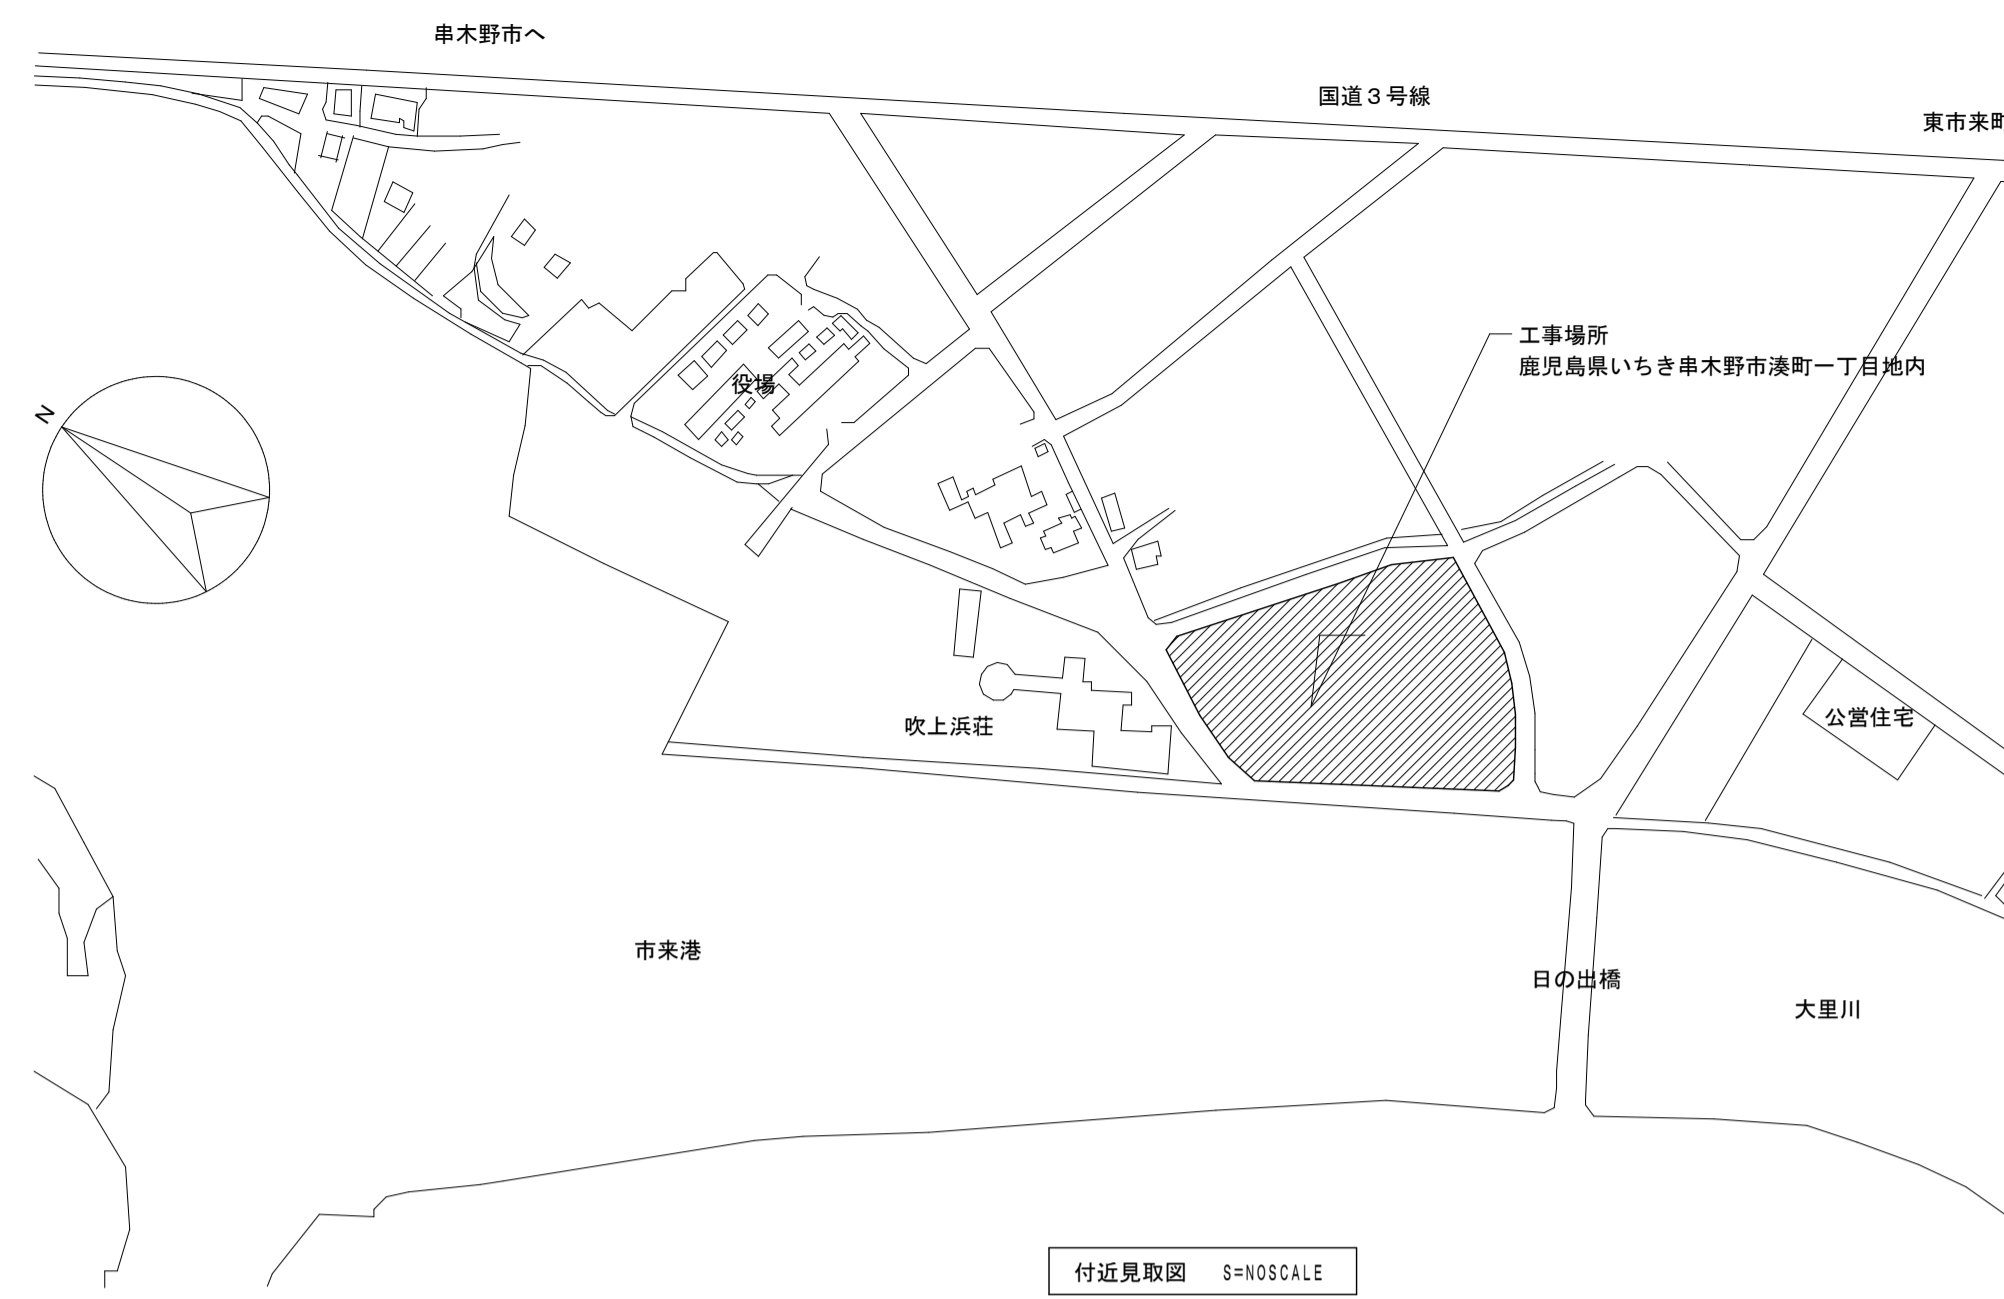 串木野市へ
国道３号線
東市来町
工事場所
鹿児島県いちき串木野市湊町一丁目地内
役場
N
公営住宅
吹上浜荘
市来港
日の出橋
大里川
付近見取図 S=NOSCALE